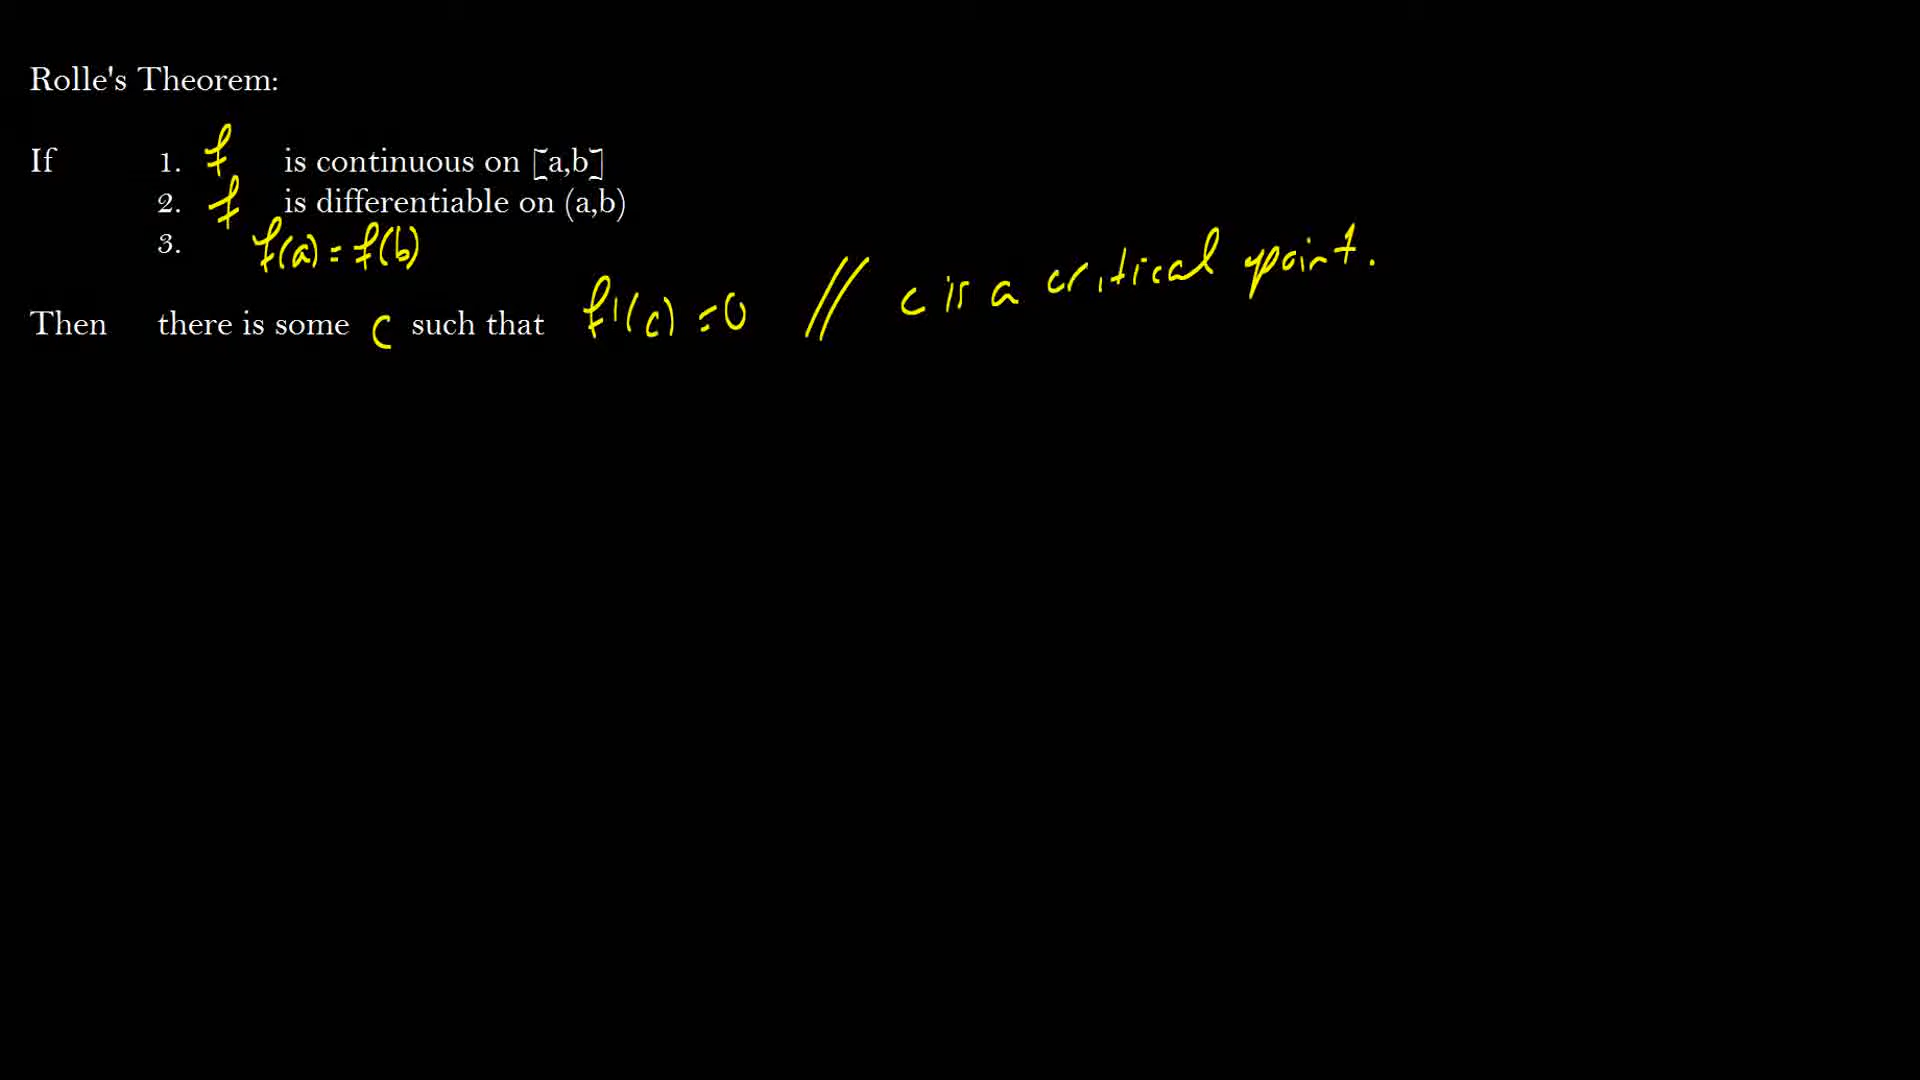 Rolle's Theorem:
If 1. f is continuous on [a,b]
2. f is differentiable on (a,b)
3. f(a) = f(b)
Then there is some c such that f'(c) = 0 // c is a critical point.